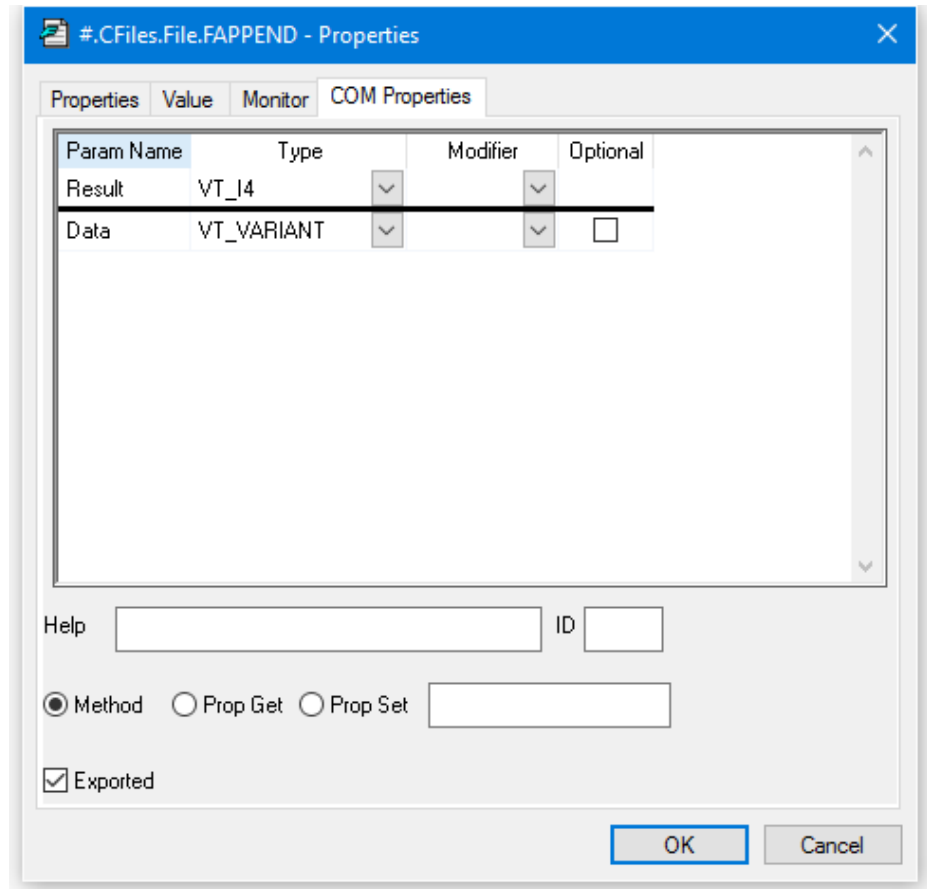 #.CFiles.File.FAPPEND - Properties
Properties Value Monitor COM Properties
Param Name Type Modifier Optional
Result VT_I4
Data VT_VARIANT
Help ID
Method Prop Get Prop Set
Exported
OK Cancel